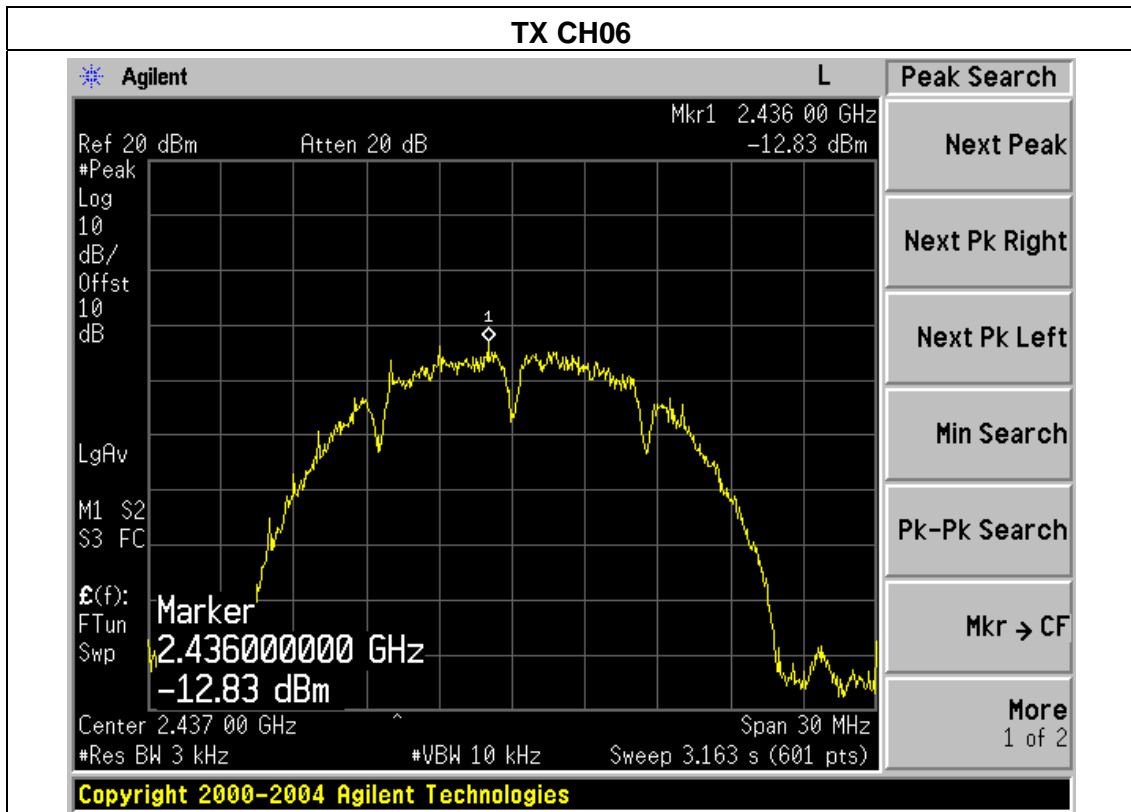 TX CH06
Agilent L Peak Search
Mkr1 2.436 00 GHz
Ref 20 dBm Atten 20 dB -12.83 dBm
#Peak
Log
10
dB/
Offst
10
dB
1
LgAv
M1 S2
S3 FC
£(f):
FTun
Swp
Marker
2.436000000 GHz
-12.83 dBm
Center 2.437 00 GHz ^ Span 30 MHz
#Res BW 3 kHz #VBW 10 kHz Sweep 3.163 s (601 pts)
Copyright 2000-2004 Agilent Technologies
Next Peak
Next Pk Right
Next Pk Left
Min Search
Pk-Pk Search
Mkr → CF
More
1 of 2